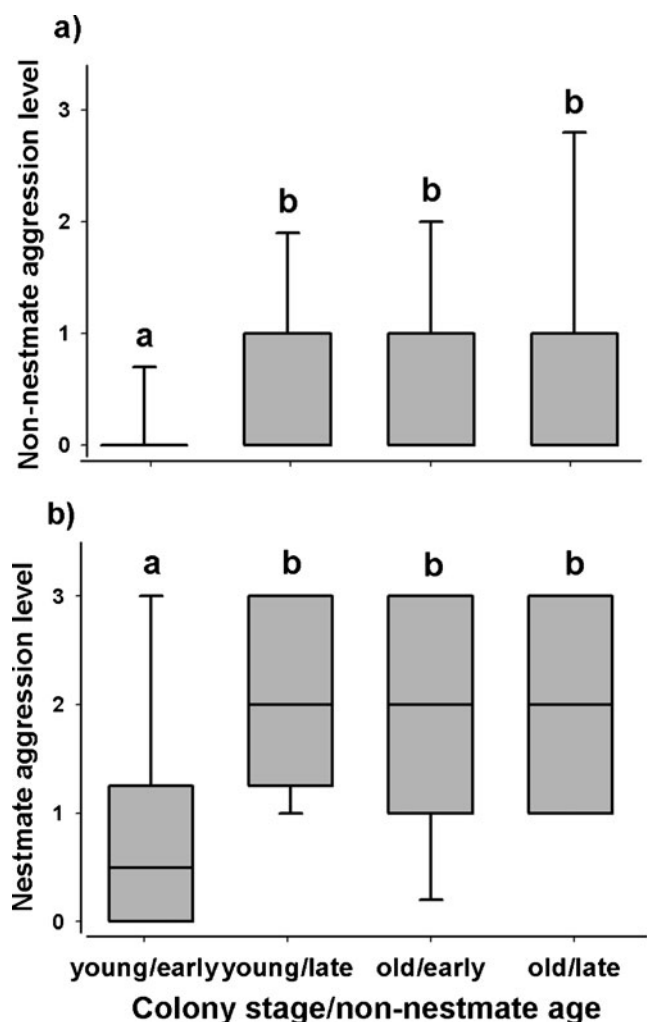 a)
Non-nestmate aggression level
3
2
1
0
a
b
b
b
b)
Nestmate aggression level
3
2
1
0
a
b
b
b
young/early young/late old/early old/late
Colony stage/non-nestmate age